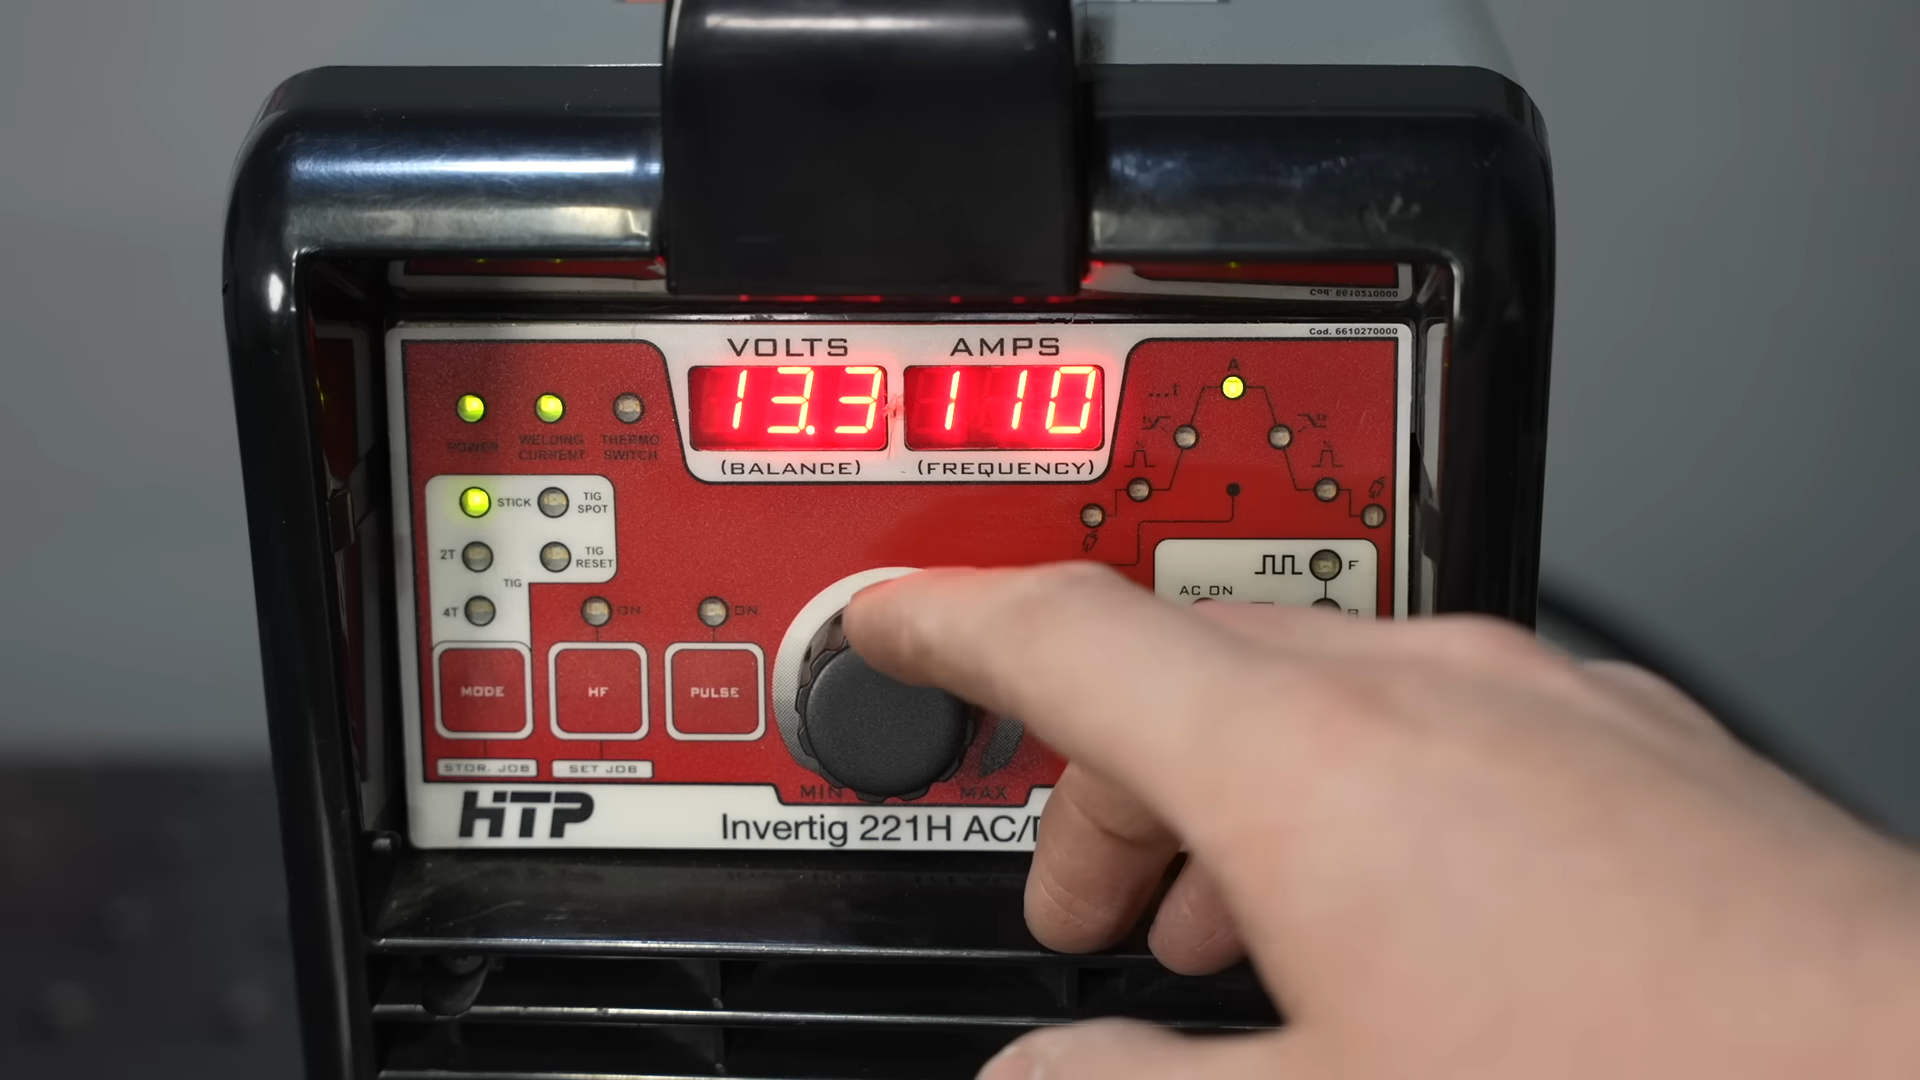 Cod. 6610270000
VOLTS AMPS
13.3 110
(BALANCE) (FREQUENCY)
A
POWER
WELDING
CURRENT
THERMO
SWITCH
STICK
TIG
SPOT
2T
TIG
RESET
TIG
4T
ON
ON
F
AC ON
MODE
HF
PULSE
STOR. JOB
SET JOB
MIN
MAX
HTP
Invertig 221H AC/